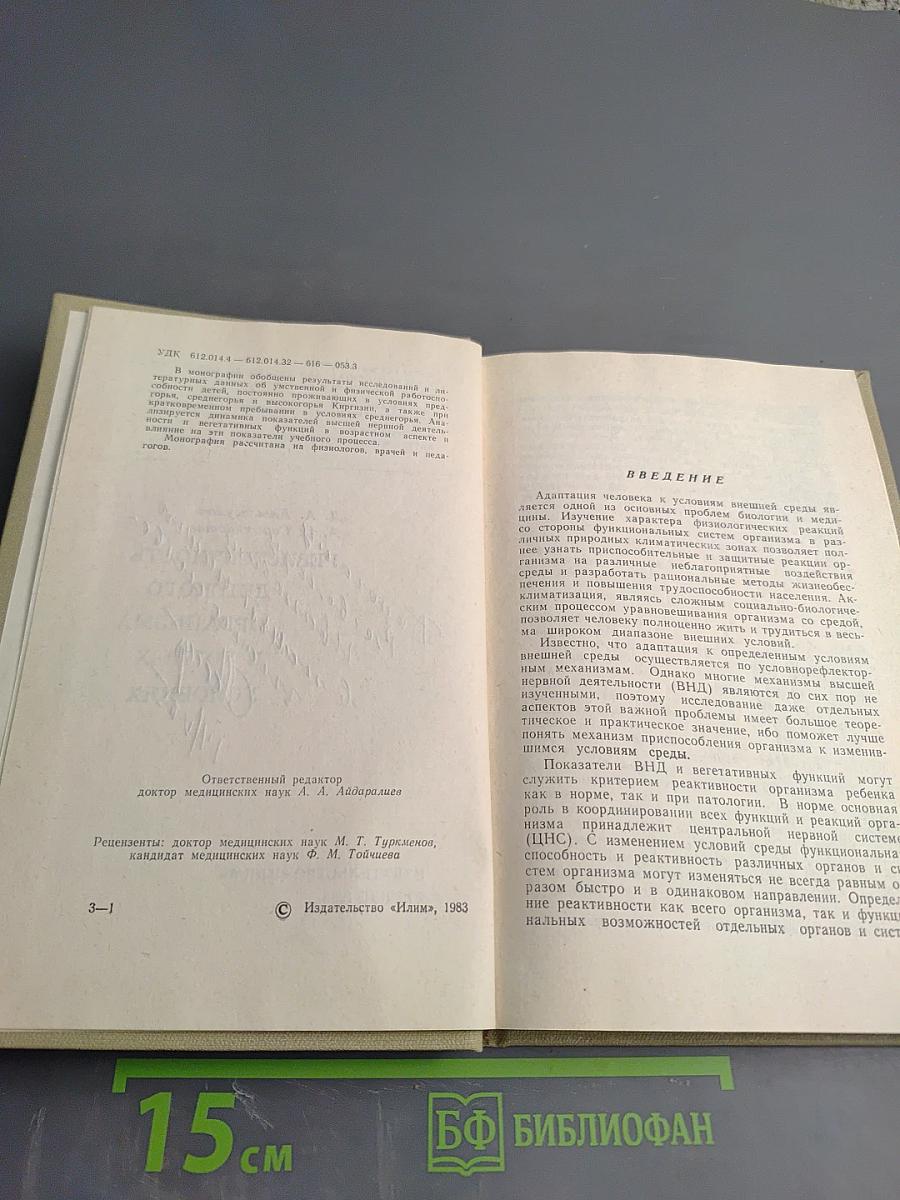 УДК 612.014.4 — 612.014.32 — 616 — 053.3
В монографии обобщены результаты исследований и ли-
тературных данных об умственной и физической работоспо-
собности детей, постоянно проживающих в условиях пред-
горья, среднегорья и высокогорья Киргизии, а также при
кратковременном пребывании в условиях среднегорья. Ана-
лизируется динамика показателей высшей нервной деятель-
ности и вегетативных функций в возрастном аспекте и
влияние на эти показатели учебного процесса.
Монография рассчитана на физиологов, врачей и педа-
гогов.
Ответственный редактор
доктор медицинских наук А. А. Айдаралиев
Рецензенты: доктор медицинских наук М. Т. Туркменов,
кандидат медицинских наук Ф. М. Тойчиева
3—1 © Издательство «Илим», 1983
ВВЕДЕНИЕ
Адаптация человека к условиям внешней среды яв-
ляется одной из основных проблем биологии и меди-
цины. Изучение характера физиологических реакций
со стороны функциональных систем организма в раз-
личных природных климатических зонах позволяет пол-
нее узнать приспособительные и защитные реакции ор-
ганизма на различные неблагоприятные воздействия
среды и разработать рациональные методы жизнеобес-
печения и повышения трудоспособности населения. Ак-
климатизация, являясь сложным социально-биологиче-
ским процессом уравновешивания организма со средой,
позволяет человеку полноценно жить и трудиться в весь-
ма широком диапазоне внешних условий.
Известно, что адаптация к определенным условиям
внешней среды осуществляется по условнорефлектор-
ным механизмам. Однако многие механизмы высшей
нервной деятельности (ВНД) являются до сих пор не
изученными, поэтому исследование даже отдельных
аспектов этой важной проблемы имеет большое теоре-
тическое и практическое значение, ибо поможет лучше
понять механизм приспособления организма к изменив-
шимся условиям среды.
Показатели ВНД и вегетативных функций могут
служить критерием реактивности организма ребенка
как в норме, так и при патологии. В норме основная
роль в координировании всех функций и реакций орга-
низма принадлежит центральной нервной системе
(ЦНС). С изменением условий среды функциональна
способность и реактивность различных органов и си
стем организма могут изменяться не всегда равным о
разом быстро и в одинаковом направлении. Определ
ние реактивности как всего организма, так и функци
нальных возможностей отдельных органов и сист
15 см
БФ БИБЛИОФАН